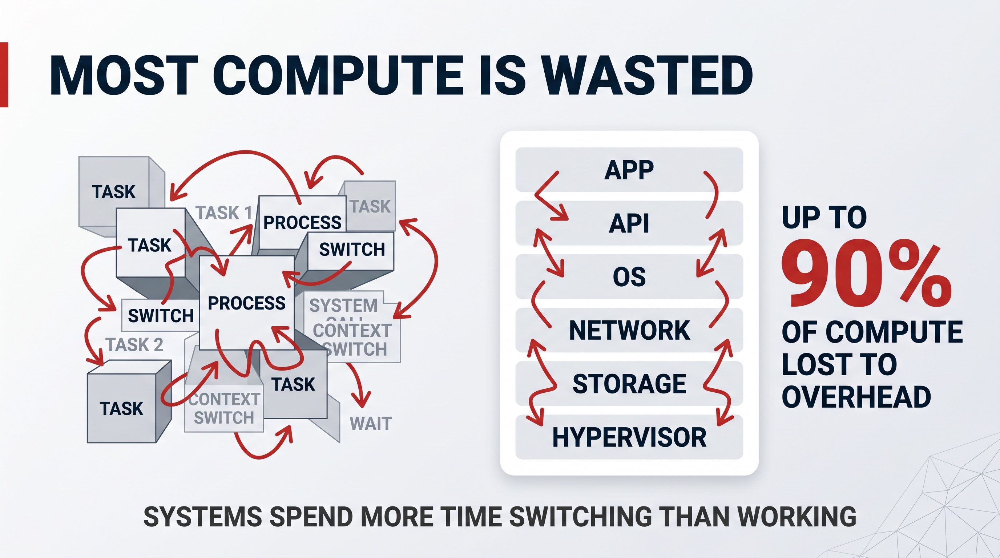 MOST COMPUTE IS WASTED
TASK
TASK 1
TASK
PROCESS
TASK
SWITCH
PROCESS
SWITCH
SYSTEM
CONTEXT
SWITCH
TASK 2
TASK
CONTEXT
SWITCH
TASK
WAIT
APP
API
OS
NETWORK
STORAGE
HYPERVISOR
UP TO
90%
OF COMPUTE
LOST TO
OVERHEAD
SYSTEMS SPEND MORE TIME SWITCHING THAN WORKING